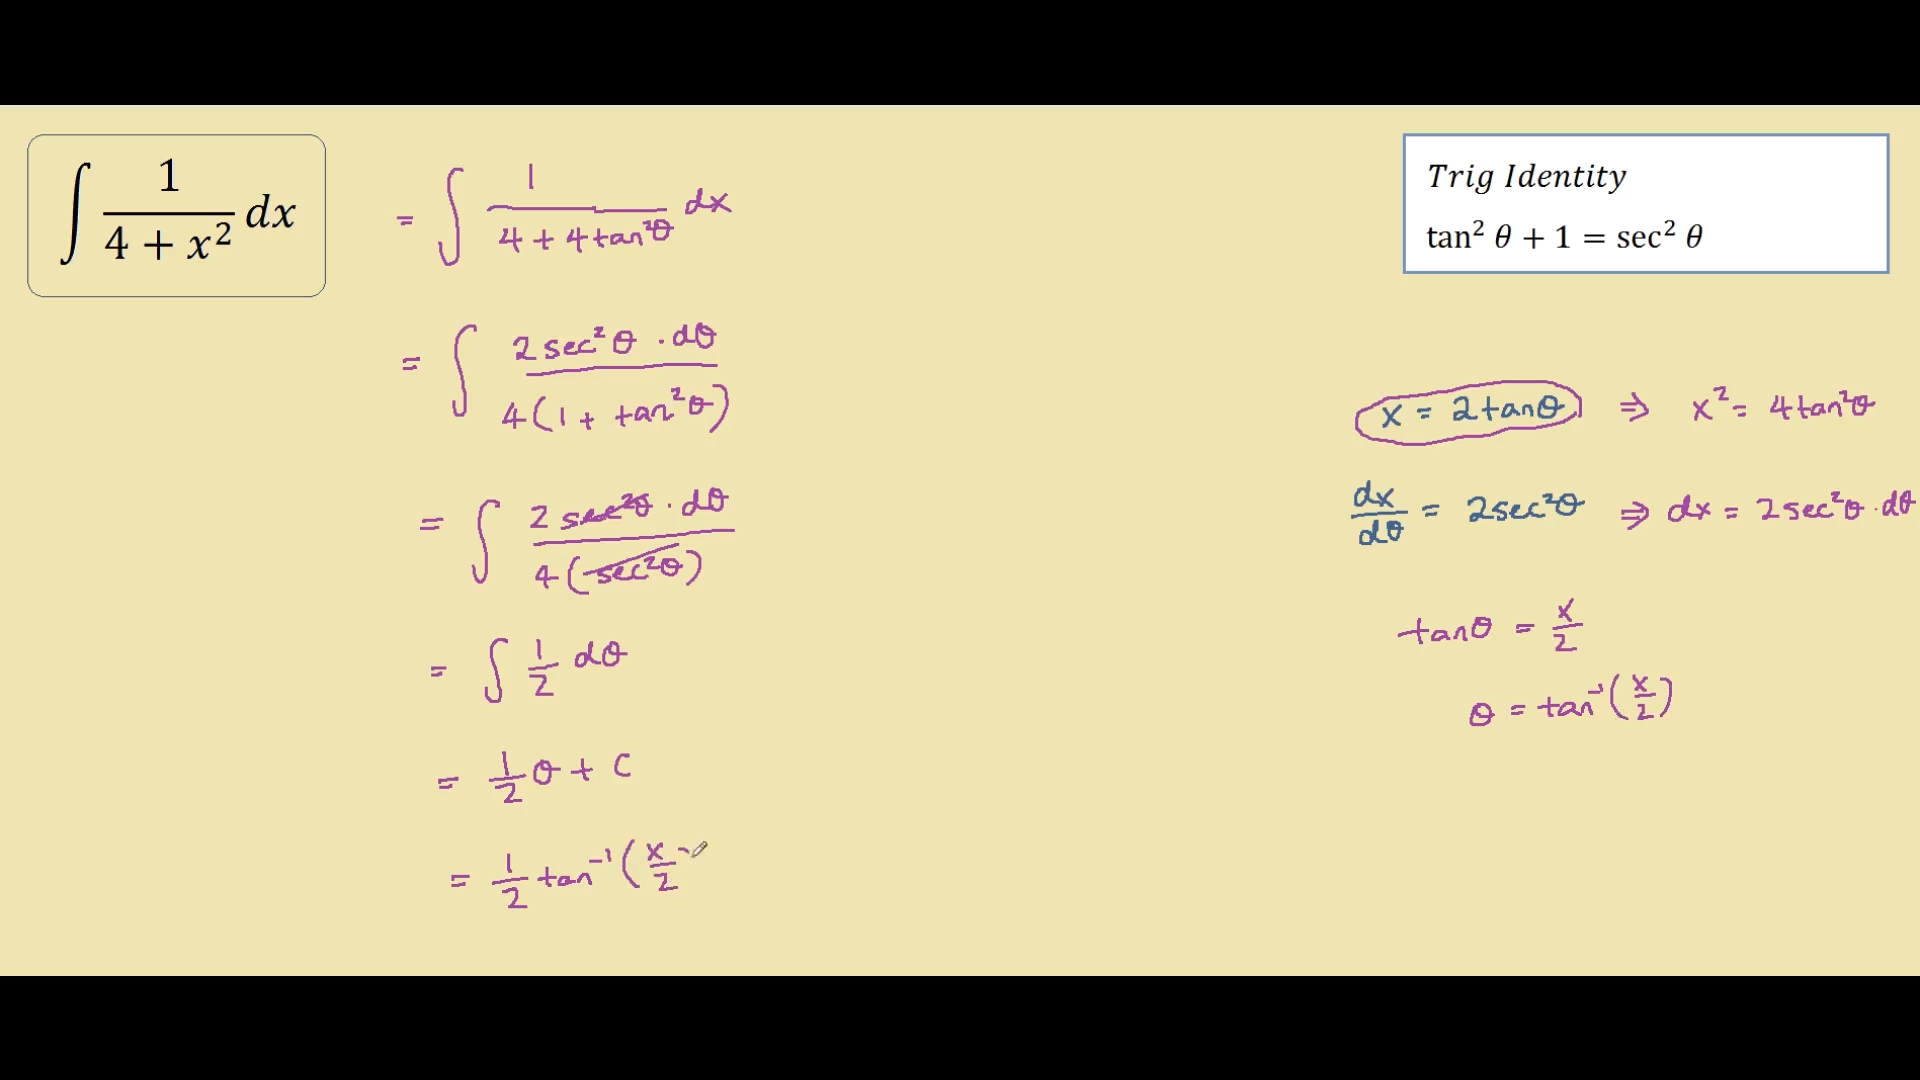 ∫ 1/(4 + x²) dx
= ∫ 1/(4 + 4tan²θ) dx
= ∫ (2sec²θ · dθ)/(4(1 + tan²θ))
= ∫ (2sec²θ · dθ)/(4(sec²θ))
= ∫ 1/2 dθ
= 1/2 θ + C
= 1/2 tan⁻¹(x/2
Trig Identity
tan² θ + 1 = sec² θ
x = 2tanθ ⇒ x² = 4tan²θ
dx/dθ = 2sec²θ ⇒ dx = 2sec²θ · dθ
tanθ = x/2
θ = tan⁻¹(x/2)